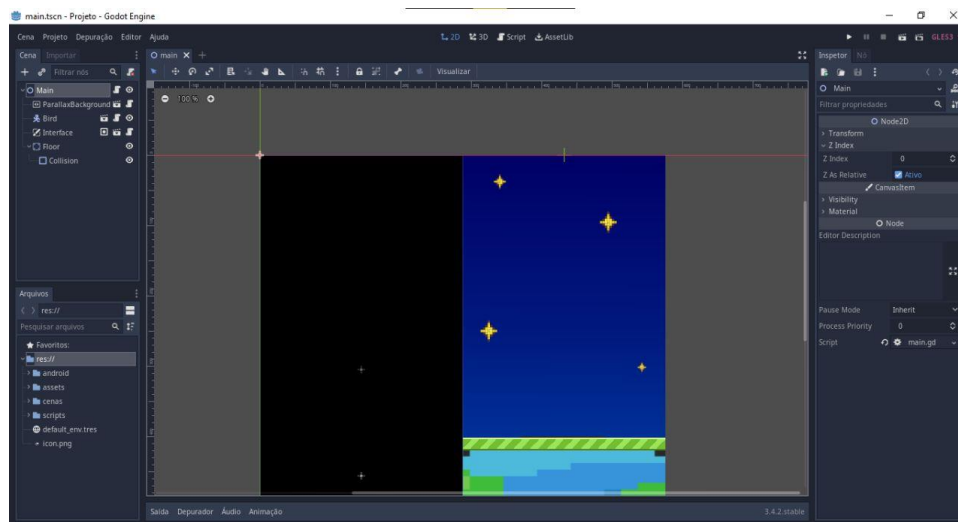 main.tscn - Projeto - Godot Engine
Cena Projeto Depuração Editor Ajuda
2D 3D Script AssetLib
GLES3
Cena Importar
Filtrar nós
Main
ParallaxBackground
Bird
Interface
Floor
Collision
Arquivos
res://
Pesquisar arquivos
Favoritos:
res://
android
assets
cenas
scripts
default_env.tres
icon.png
main
Visualizar
100 %
Saída Depurador Áudio Animação
3.4.2.stable
Inspetor Nó
Main
Filtrar propriedades
Node2D
Transform
Z Index
Z Index 0
Z As Relative Ativo
CanvasItem
Visibility
Material
Node
Editor Description
Pause Mode Inherit
Process Priority 0
Script main.gd